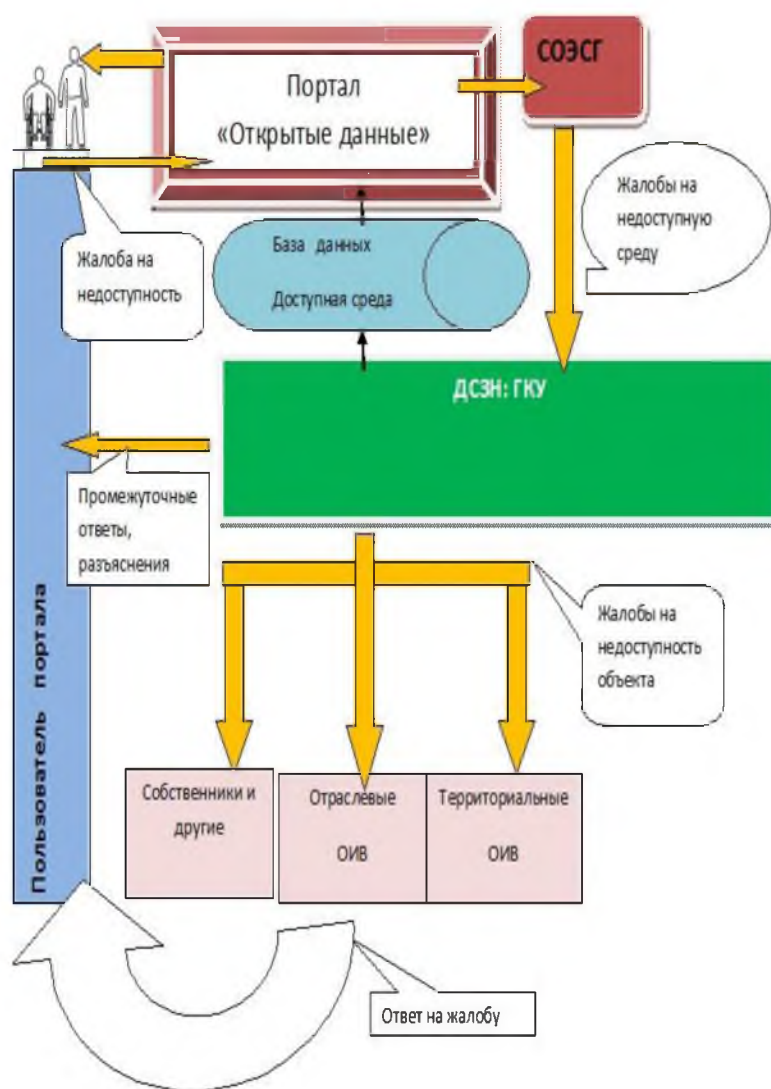 СОЭСГ
Портал
«Открытые данные»
Жалобы на
недоступную
среду
Жалоба на
недоступность
База данных
Доступная среда
ДСЗН: ГКУ
Промежуточные
ответы,
разъяснения
Жалобы на
недоступность
объекта
Пользователь портала
Собственники и
другие
Отраслевые
ОИВ
Территориальные
ОИВ
Ответ на жалобу